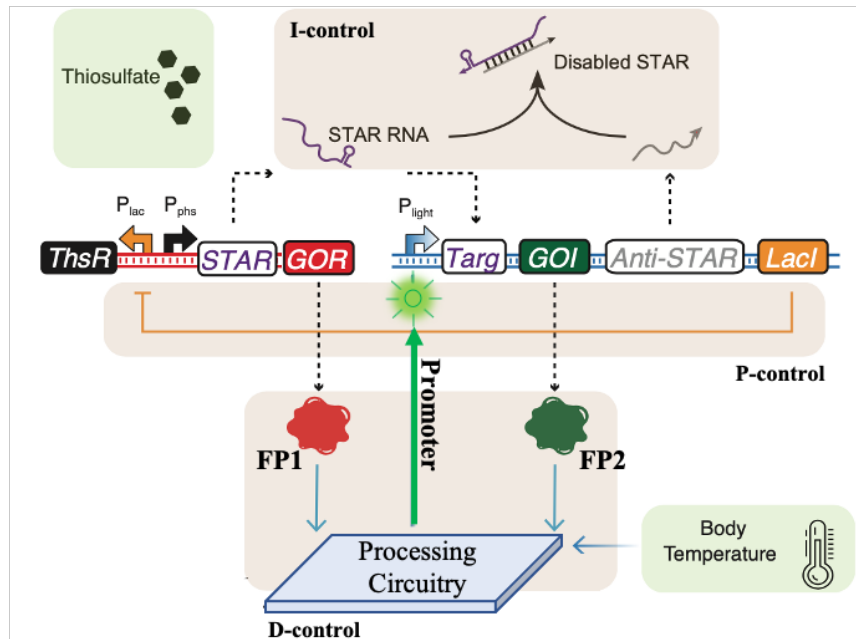 I-control
Thiosulfate
Disabled STAR
STAR RNA
Plac
Pphs
Plight
ThsR
STAR
GOR
Targ
GOI
Anti-STAR
LacI
P-control
Promoter
FP1
FP2
Body
Temperature
Processing
Circuitry
D-control